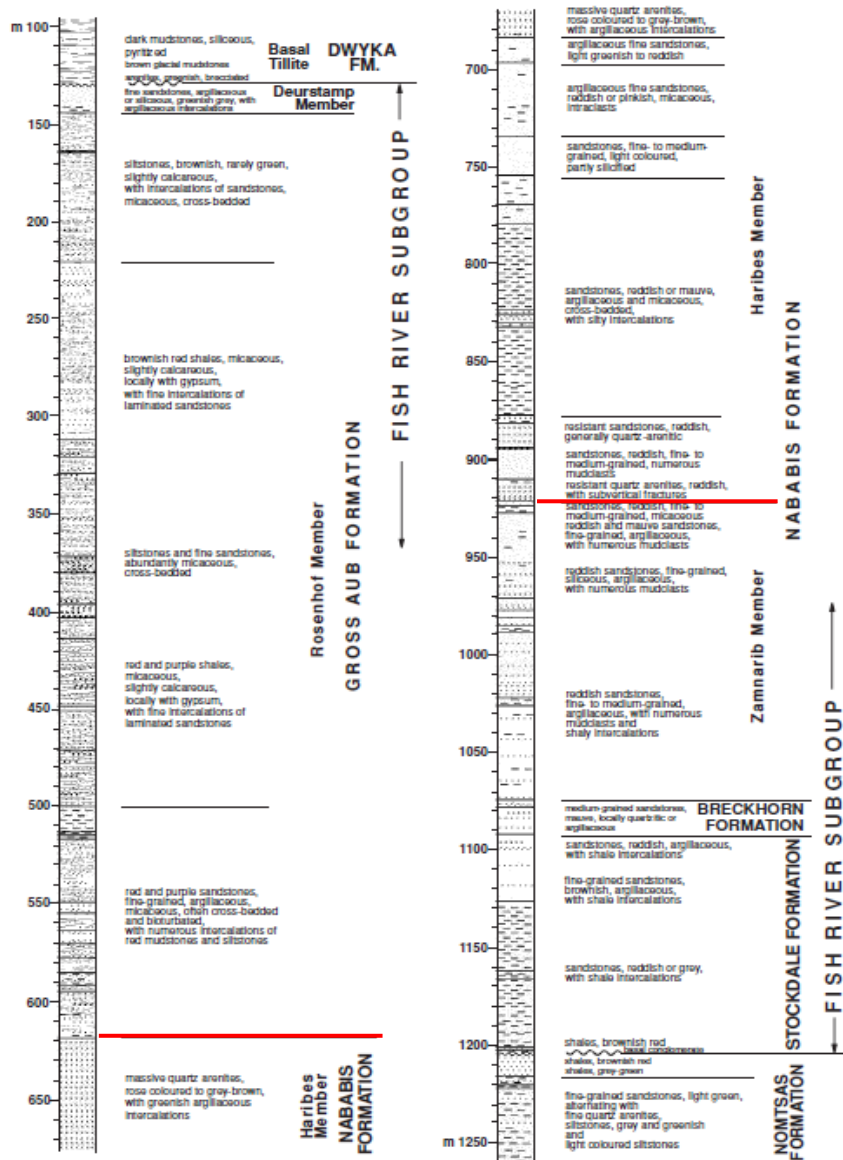 m 100
dark mudstones, siliceous,
pyritized
brown glacial mudstones
arenites, greenish, brecciated
Basal
Tillite
DWYKA
FM.
fine sandstones, argillaceous
or siliceous, greenish grey, with
argillaceous intercalations
Deurstamp
Member
150
siltstones, brownish, rarely green,
slightly calcareous,
with intercalations of sandstones,
micaceous, cross-bedded
200
250
brownish red shales, micaceous,
slightly calcareous,
locally with gypsum,
with fine intercalations of
laminated sandstones
300
350
siltstones and fine sandstones,
abundantly micaceous,
cross-bedded
400
red and purple shales,
micaceous,
slightly calcareous,
locally with gypsum,
with fine intercalations of
laminated sandstones
450
500
red and purple sandstones,
fine-grained, argillaceous,
micaceous, often cross-bedded
and bioturbated,
with numerous intercalations of
red mudstones and siltstones
550
600
massive quartz arenites,
rose coloured to grey-brown,
with greenish argillaceous
intercalations
650
Rosenhof Member
GROSS AUB FORMATION
FISH RIVER SUBGROUP
Haribes
Member
NABABIS
FORMATION
massive quartz arenites,
rose coloured to grey-brown,
with argillaceous intercalations
argillaceous fine sandstones,
light greenish to reddish
700
argillaceous fine sandstones,
reddish or pinkish, micaceous,
intraclasts
sandstones, fine- to medium-
grained, light coloured,
partly silicified
750
800
sandstones, reddish or mauve,
argillaceous and micaceous,
cross-bedded,
with silty intercalations
850
resistant sandstones, reddish,
generally quartz-arenitic
sandstones, reddish, fine- to
medium-grained, numerous
mudclasts
900
resistant quartz arenites, reddish,
with subvertical fractures
sandstones, reddish, fine- to
medium-grained, micaceous
reddish and mauve sandstones,
fine-grained, argillaceous,
with numerous mudclasts
950
reddish sandstones, fine-grained,
siliceous, argillaceous,
with numerous mudclasts
1000
reddish sandstones,
fine- to medium-grained,
argillaceous, with numerous
mudclasts and
shaly intercalations
1050
medium-grained sandstones,
mauve, locally quartzitic or
argillaceous
BRECKHORN
FORMATION
1100
sandstones, reddish, argillaceous,
with shale intercalations
fine-grained sandstones,
brownish, argillaceous,
with shale intercalations
1150
sandstones, reddish or grey,
with shale intercalations
1200
shales, brownish red
basal conglomerate
shales, brownish red
shales, grey-green
fine-grained sandstones, light green,
alternating with
fine quartz arenites,
siltstones, grey and greenish
and
light coloured siltstones
m 1250
Haribes Member
NABABIS FORMATION
Zamnarib Member
FISH RIVER SUBGROUP
STOCKDALE FORMATION
NOMTSAS
FORMATION